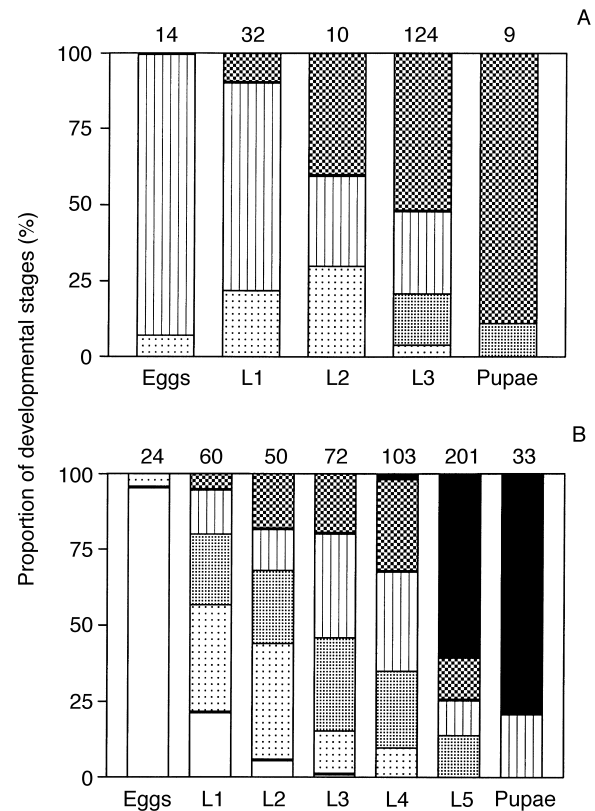 A
14 32 10 124 9
100
75
50
25
0
Eggs L1 L2 L3 Pupae
Proportion of developmental stages (%)
B
24 60 50 72 103 201 33
100
75
50
25
0
Eggs L1 L2 L3 L4 L5 Pupae